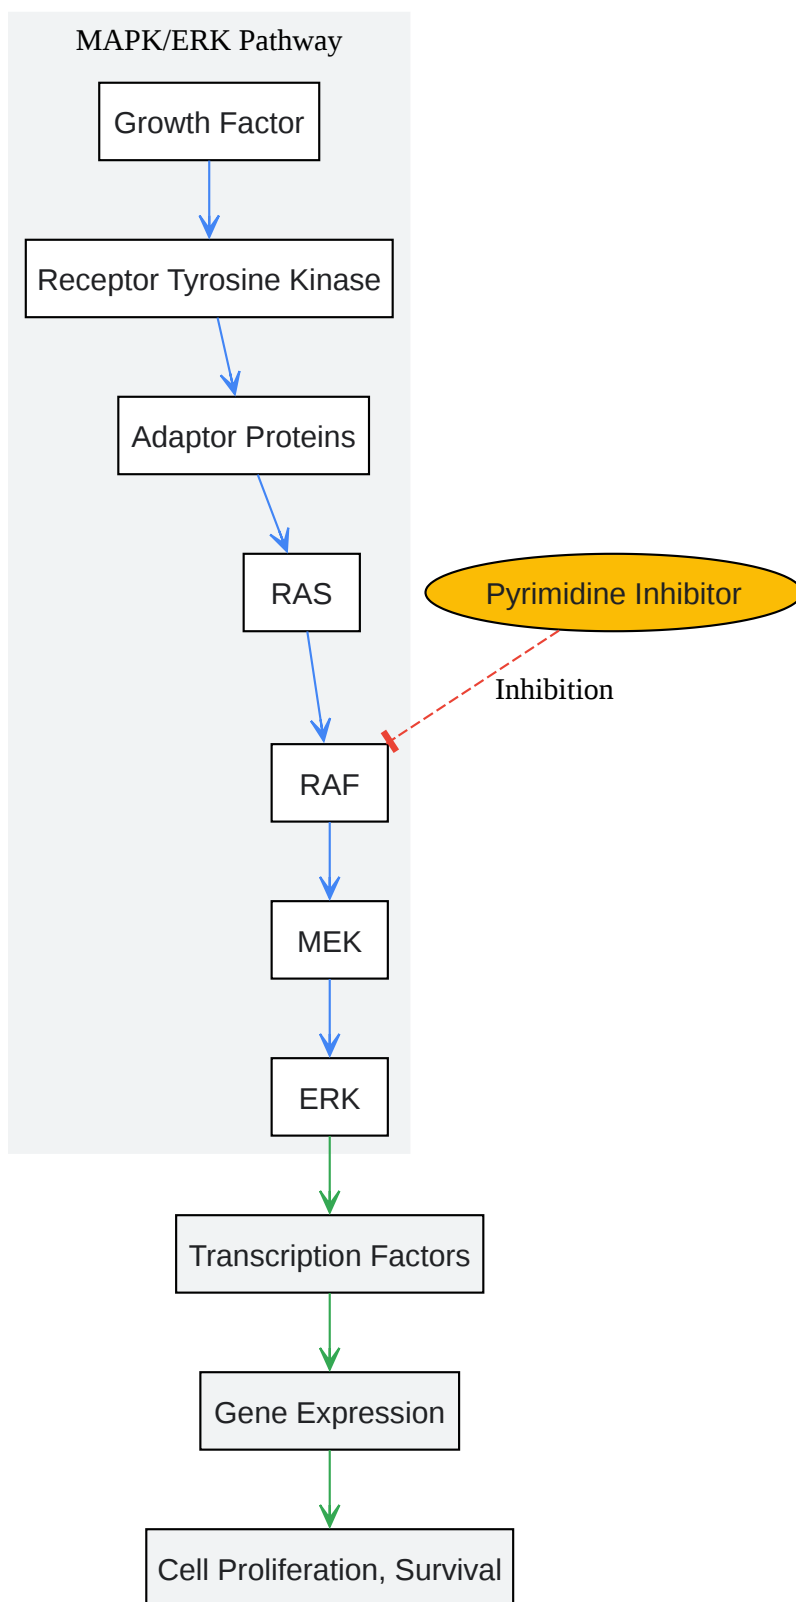 MAPK/ERK Pathway
Growth Factor
Receptor Tyrosine Kinase
Adaptor Proteins
RAS
Pyrimidine Inhibitor
Inhibition
RAF
MEK
ERK
Transcription Factors
Gene Expression
Cell Proliferation, Survival